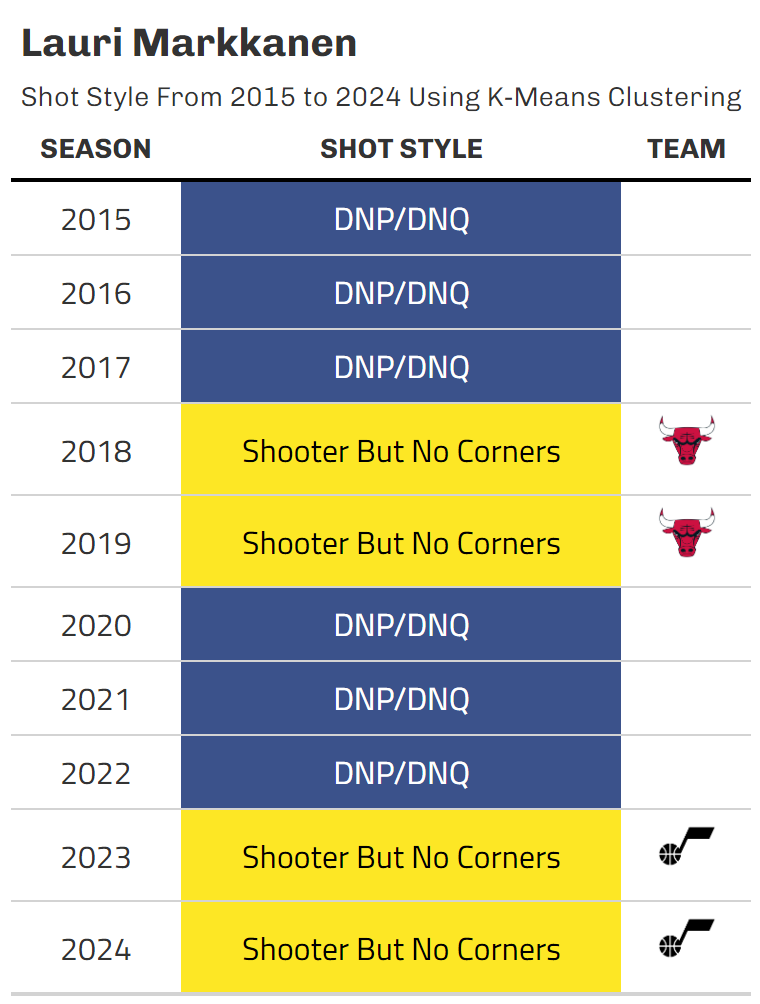 Lauri Markkanen
Shot Style From 2015 to 2024 Using K-Means Clustering
SEASON SHOT STYLE TEAM
2015 DNP/DNQ
2016 DNP/DNQ
2017 DNP/DNQ
2018 Shooter But No Corners
2019 Shooter But No Corners
2020 DNP/DNQ
2021 DNP/DNQ
2022 DNP/DNQ
2023 Shooter But No Corners
2024 Shooter But No Corners